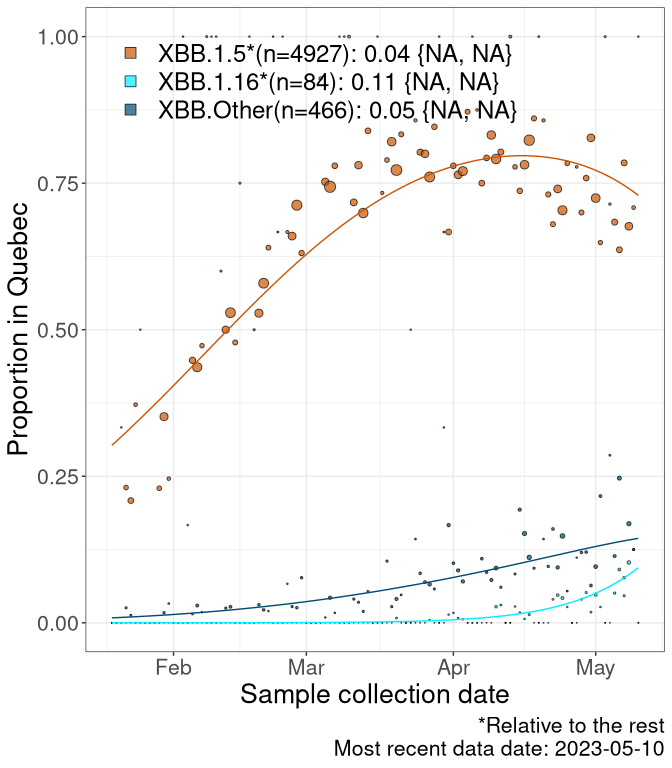 1.00
0.75
0.50
0.25
0.00
Proportion in Quebec
XBB.1.5*(n=4927): 0.04 {NA, NA}
XBB.1.16*(n=84): 0.11 {NA, NA}
XBB.Other(n=466): 0.05 {NA, NA}
Feb Mar Apr May
Sample collection date
*Relative to the rest
Most recent data date: 2023-05-10